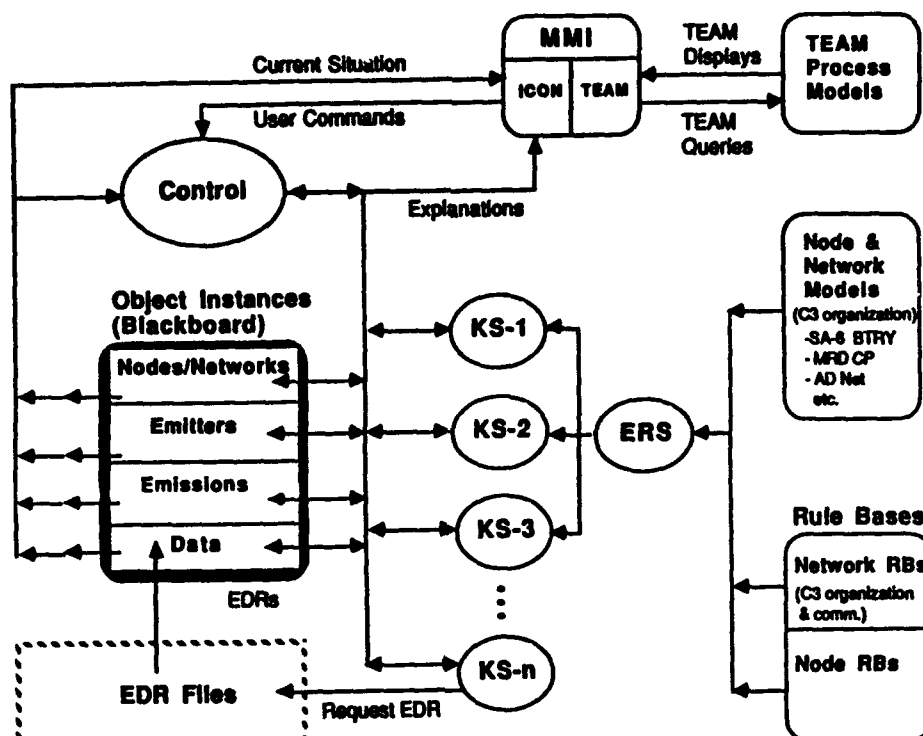 MMI
ICON
TEAM
TEAM
Displays
TEAM
Queries
TEAM
Process
Models
Current Situation
User Commands
Control
Explanations
Object Instances
(Blackboard)
Nodes/Networks
Emitters
Emissions
Data
EDRs
EDR Files
Request EDR
KS-1
KS-2
KS-3
KS-n
ERS
Node &
Network
Models
(C3 organization)
-SA-6 BTRY
- MRD CP
- AD Net
etc.
Rule Bases
Network RBs
(C3 organization
& comm.)
Node RBs